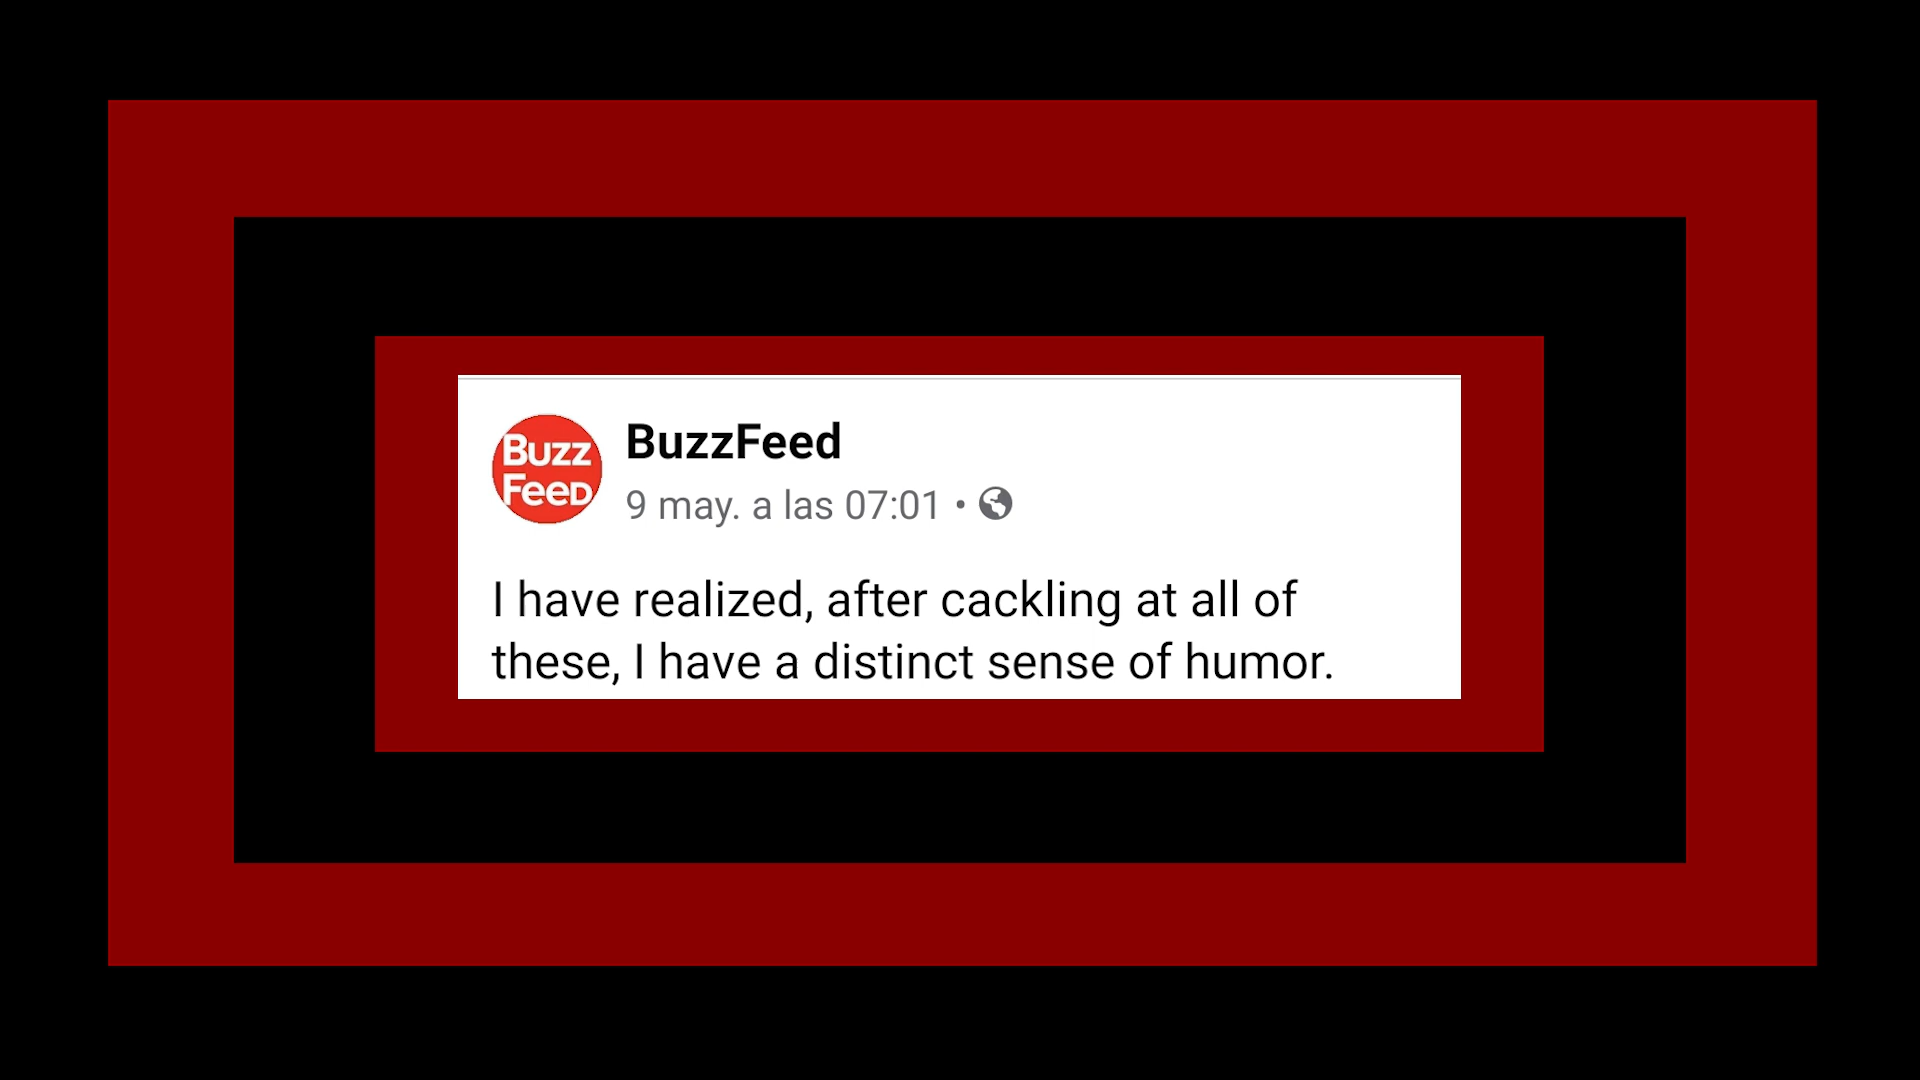 Buzz
Feed
BuzzFeed
9 may. a las 07:01 •
I have realized, after cackling at all of
these, I have a distinct sense of humor.